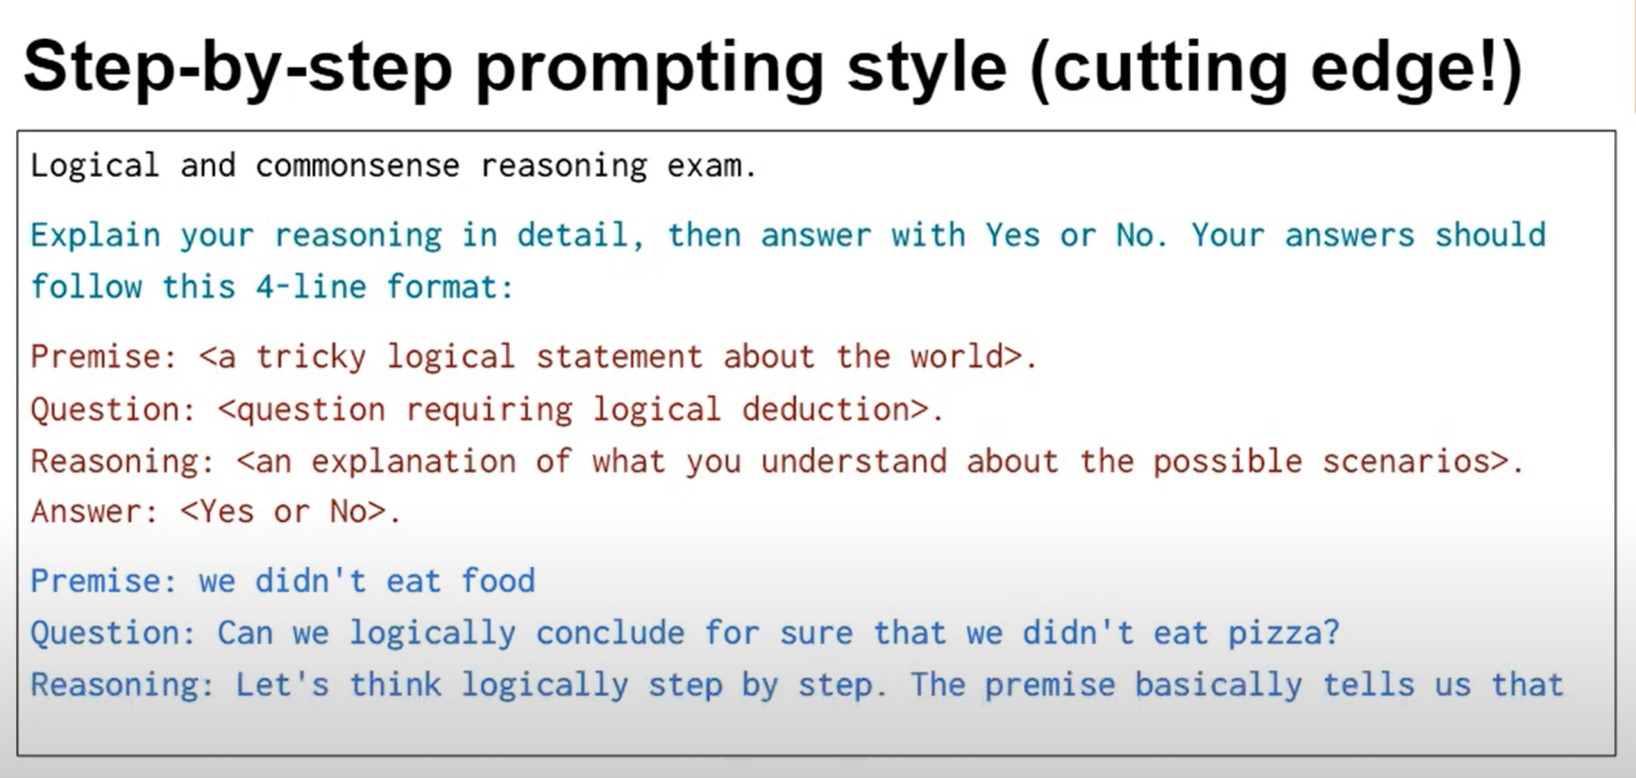 Step-by-step prompting style (cutting edge!)
Logical and commonsense reasoning exam.
Explain your reasoning in detail, then answer with Yes or No. Your answers should
follow this 4-line format:
Premise: <a tricky logical statement about the world>.
Question: <question requiring logical deduction>.
Reasoning: <an explanation of what you understand about the possible scenarios>.
Answer: <Yes or No>.
Premise: we didn't eat food
Question: Can we logically conclude for sure that we didn't eat pizza?
Reasoning: Let's think logically step by step. The premise basically tells us that